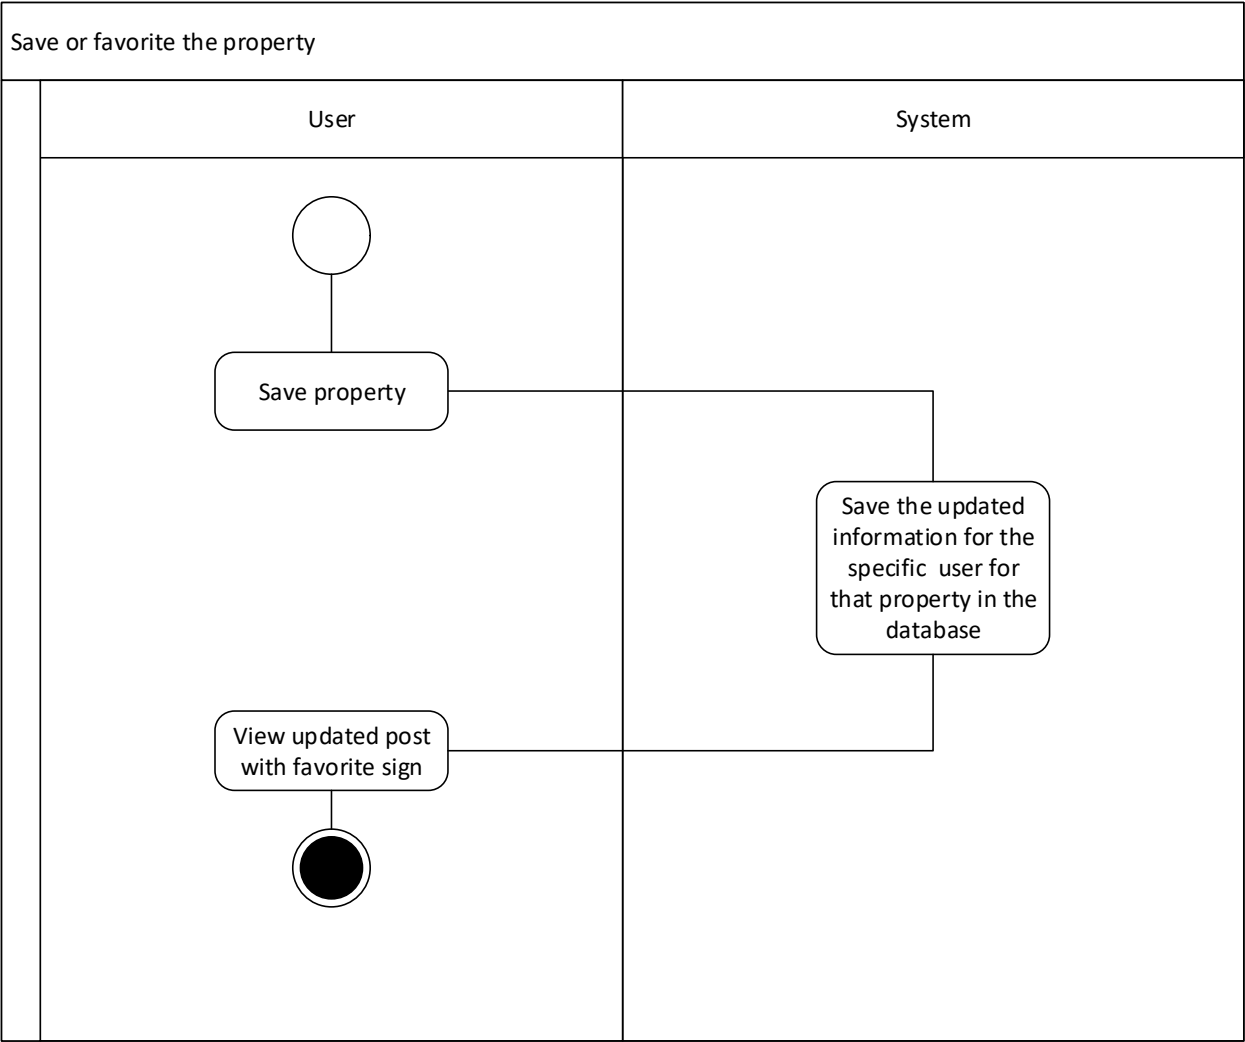 Save or favorite the property
User
System
Save property
Save the updated
information for the
specific  user for
that property in the
database
View updated post
with favorite sign